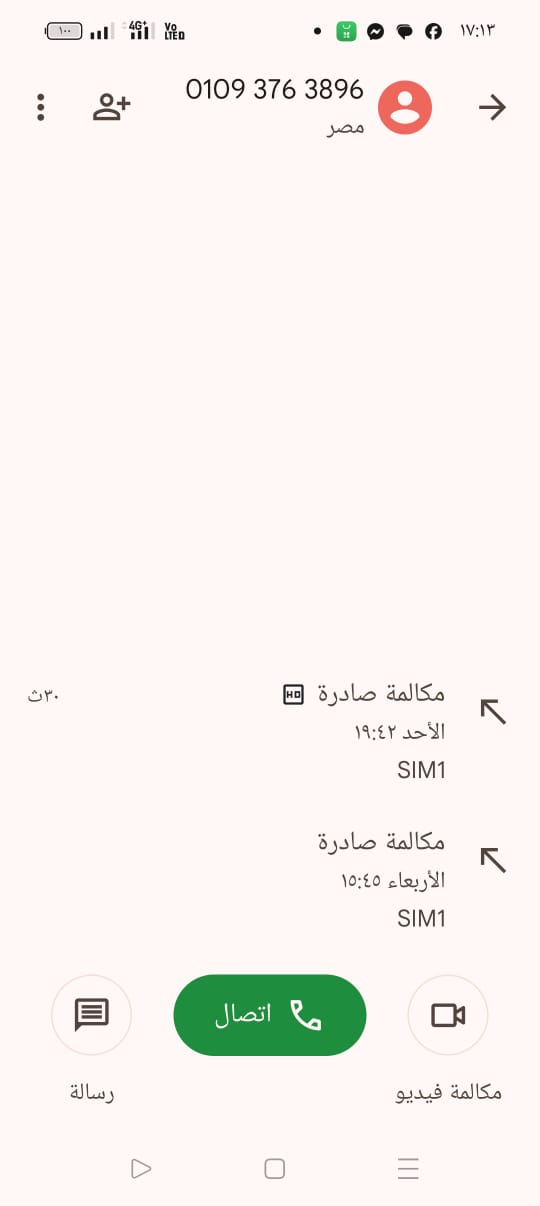 ١٧:١٣
4G+
Vo
LTED
١٠٠
0109 376 3896
مصر
مكالمة صادرة HD
٣٠ث
الأحد ١٩:٤٢
SIM1
مكالمة صادرة
الأربعاء ١٥:٤٥
SIM1
اتصال
مكالمة فيديو
رسالة